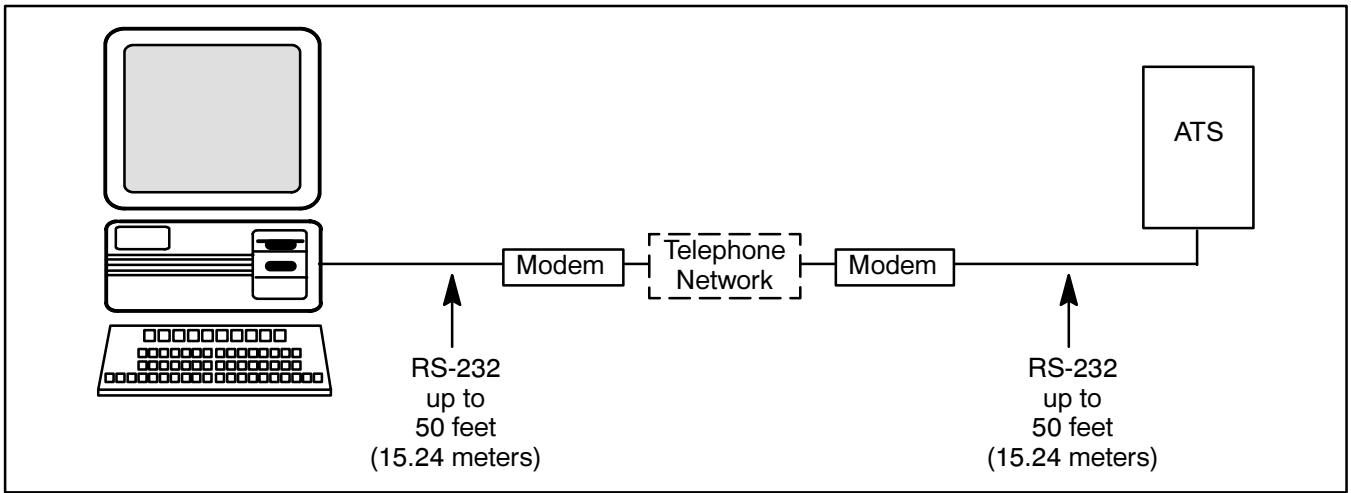 ATS
Modem
Telephone
Network
Modem
RS-232
up to
50 feet
(15.24 meters)
RS-232
up to
50 feet
(15.24 meters)